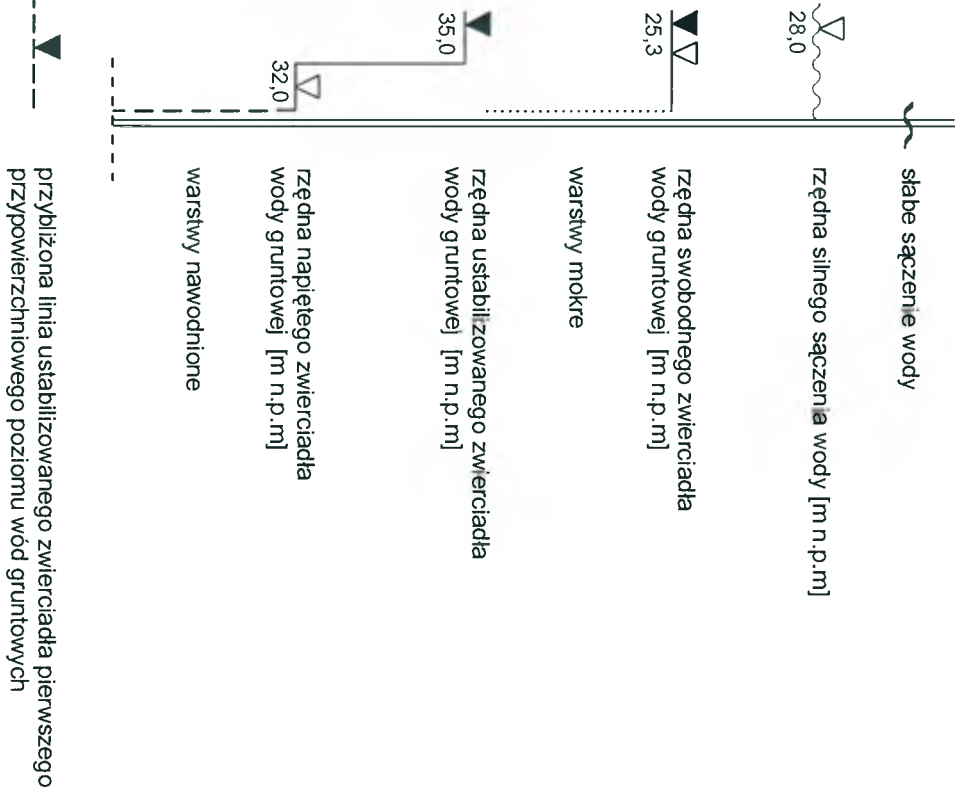 słabe sączenie wody
28,0
rzędna silnego sączenia wody [m n.p.m]
25,3
rzędna swobodnego zwierciadła
wody gruntowej [m n.p.m]
warstwy mokre
35,0
rzędna ustabilizowanego zwierciadła
wody gruntowej [m n.p.m]
32,0
rzędna napiętego zwierciadła
wody gruntowej [m n.p.m]
warstwy nawodnione
przybliżona linia ustabilizowanego zwierciadła pierwszego
przypowierzchniowego poziomu wód gruntowych